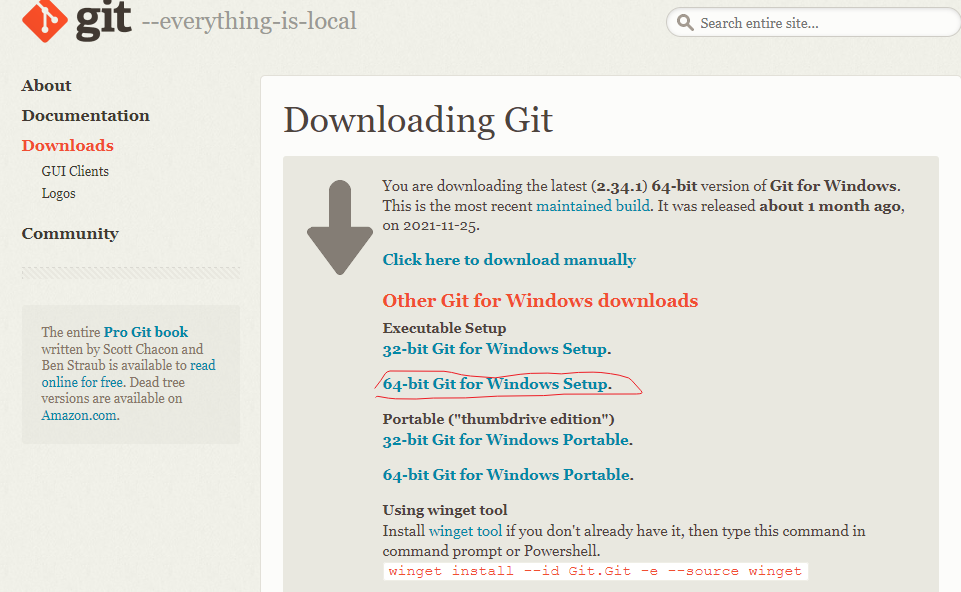 git --everything-is-local
Search entire site...
About
Documentation
Downloads
GUI Clients
Logos
Community
The entire Pro Git book
written by Scott Chacon and
Ben Straub is available to read
online for free. Dead tree
versions are available on
Amazon.com.
Downloading Git
You are downloading the latest (2.34.1) 64-bit version of Git for Windows.
This is the most recent maintained build. It was released about 1 month ago,
on 2021-11-25.
Click here to download manually
Other Git for Windows downloads
Executable Setup
32-bit Git for Windows Setup.
64-bit Git for Windows Setup.
Portable ("thumbdrive edition")
32-bit Git for Windows Portable.
64-bit Git for Windows Portable.
Using winget tool
Install winget tool if you don't already have it, then type this command in
command prompt or Powershell.
winget install --id Git.Git -e --source winget